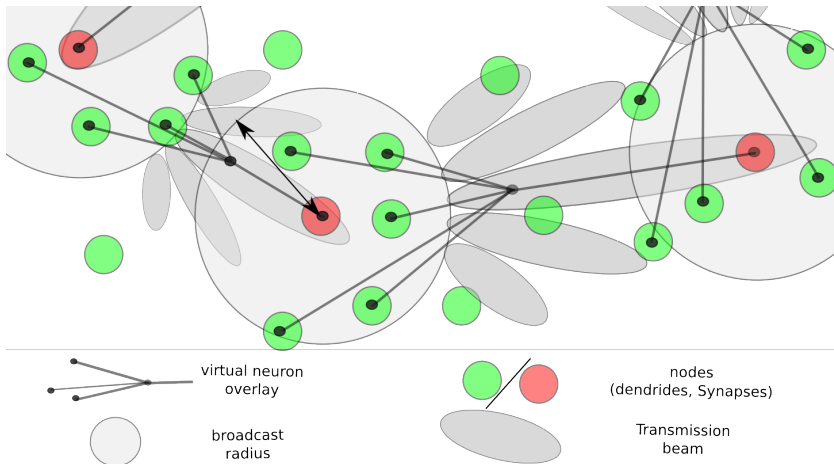 virtual neuron
overlay
nodes
(dendrides, Synapses)
broadcast
radius
Transmission
beam